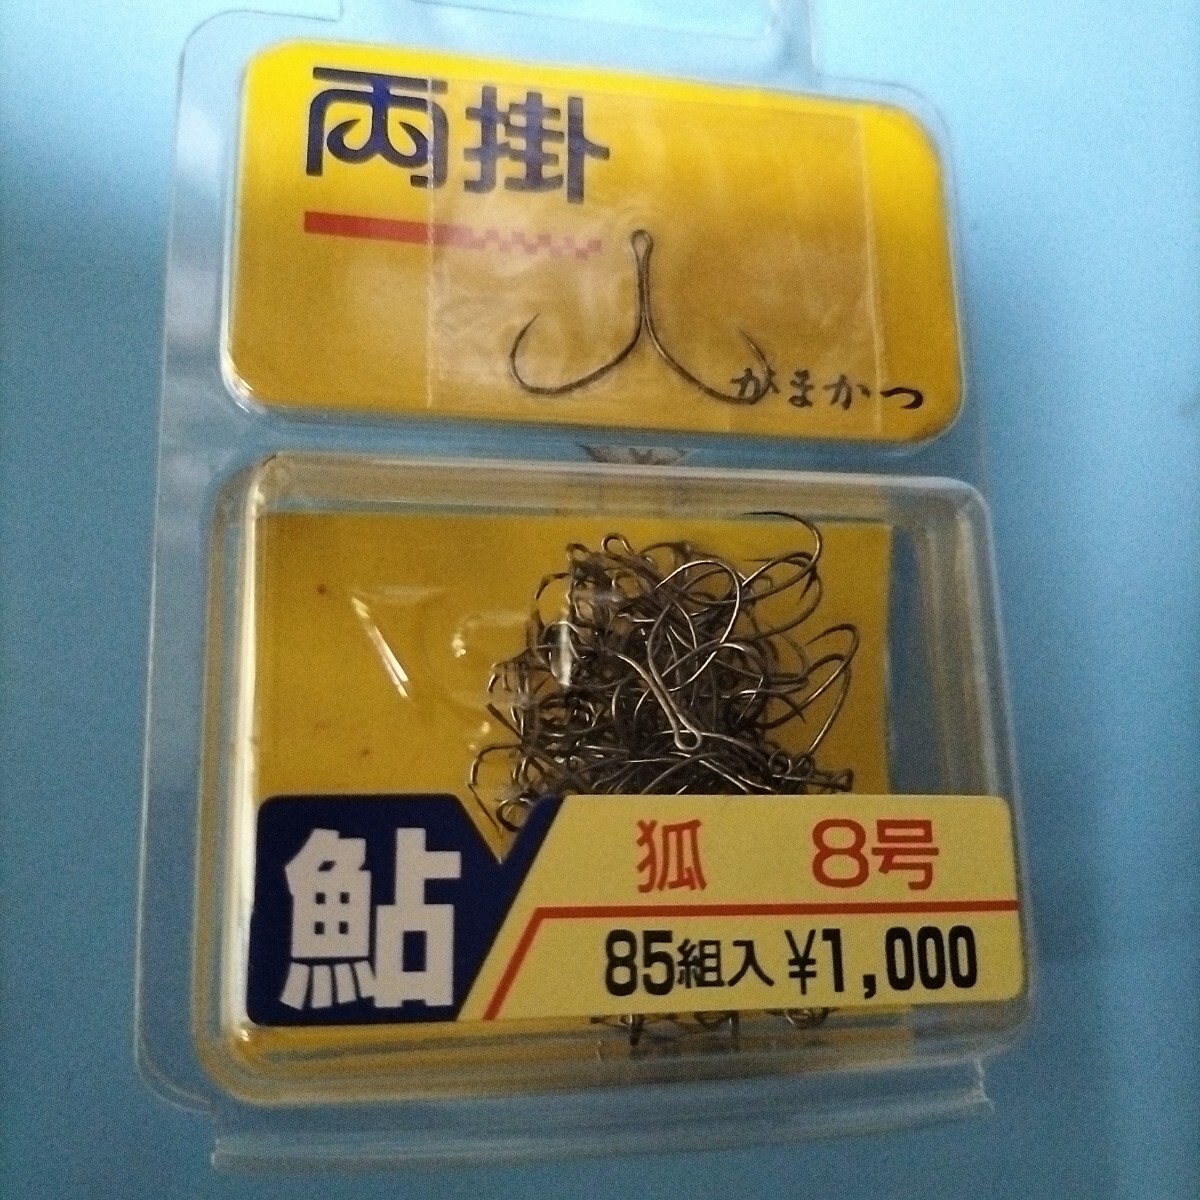 両掛
がまかつ
鮎
狐 8号
85組入 ¥1,000